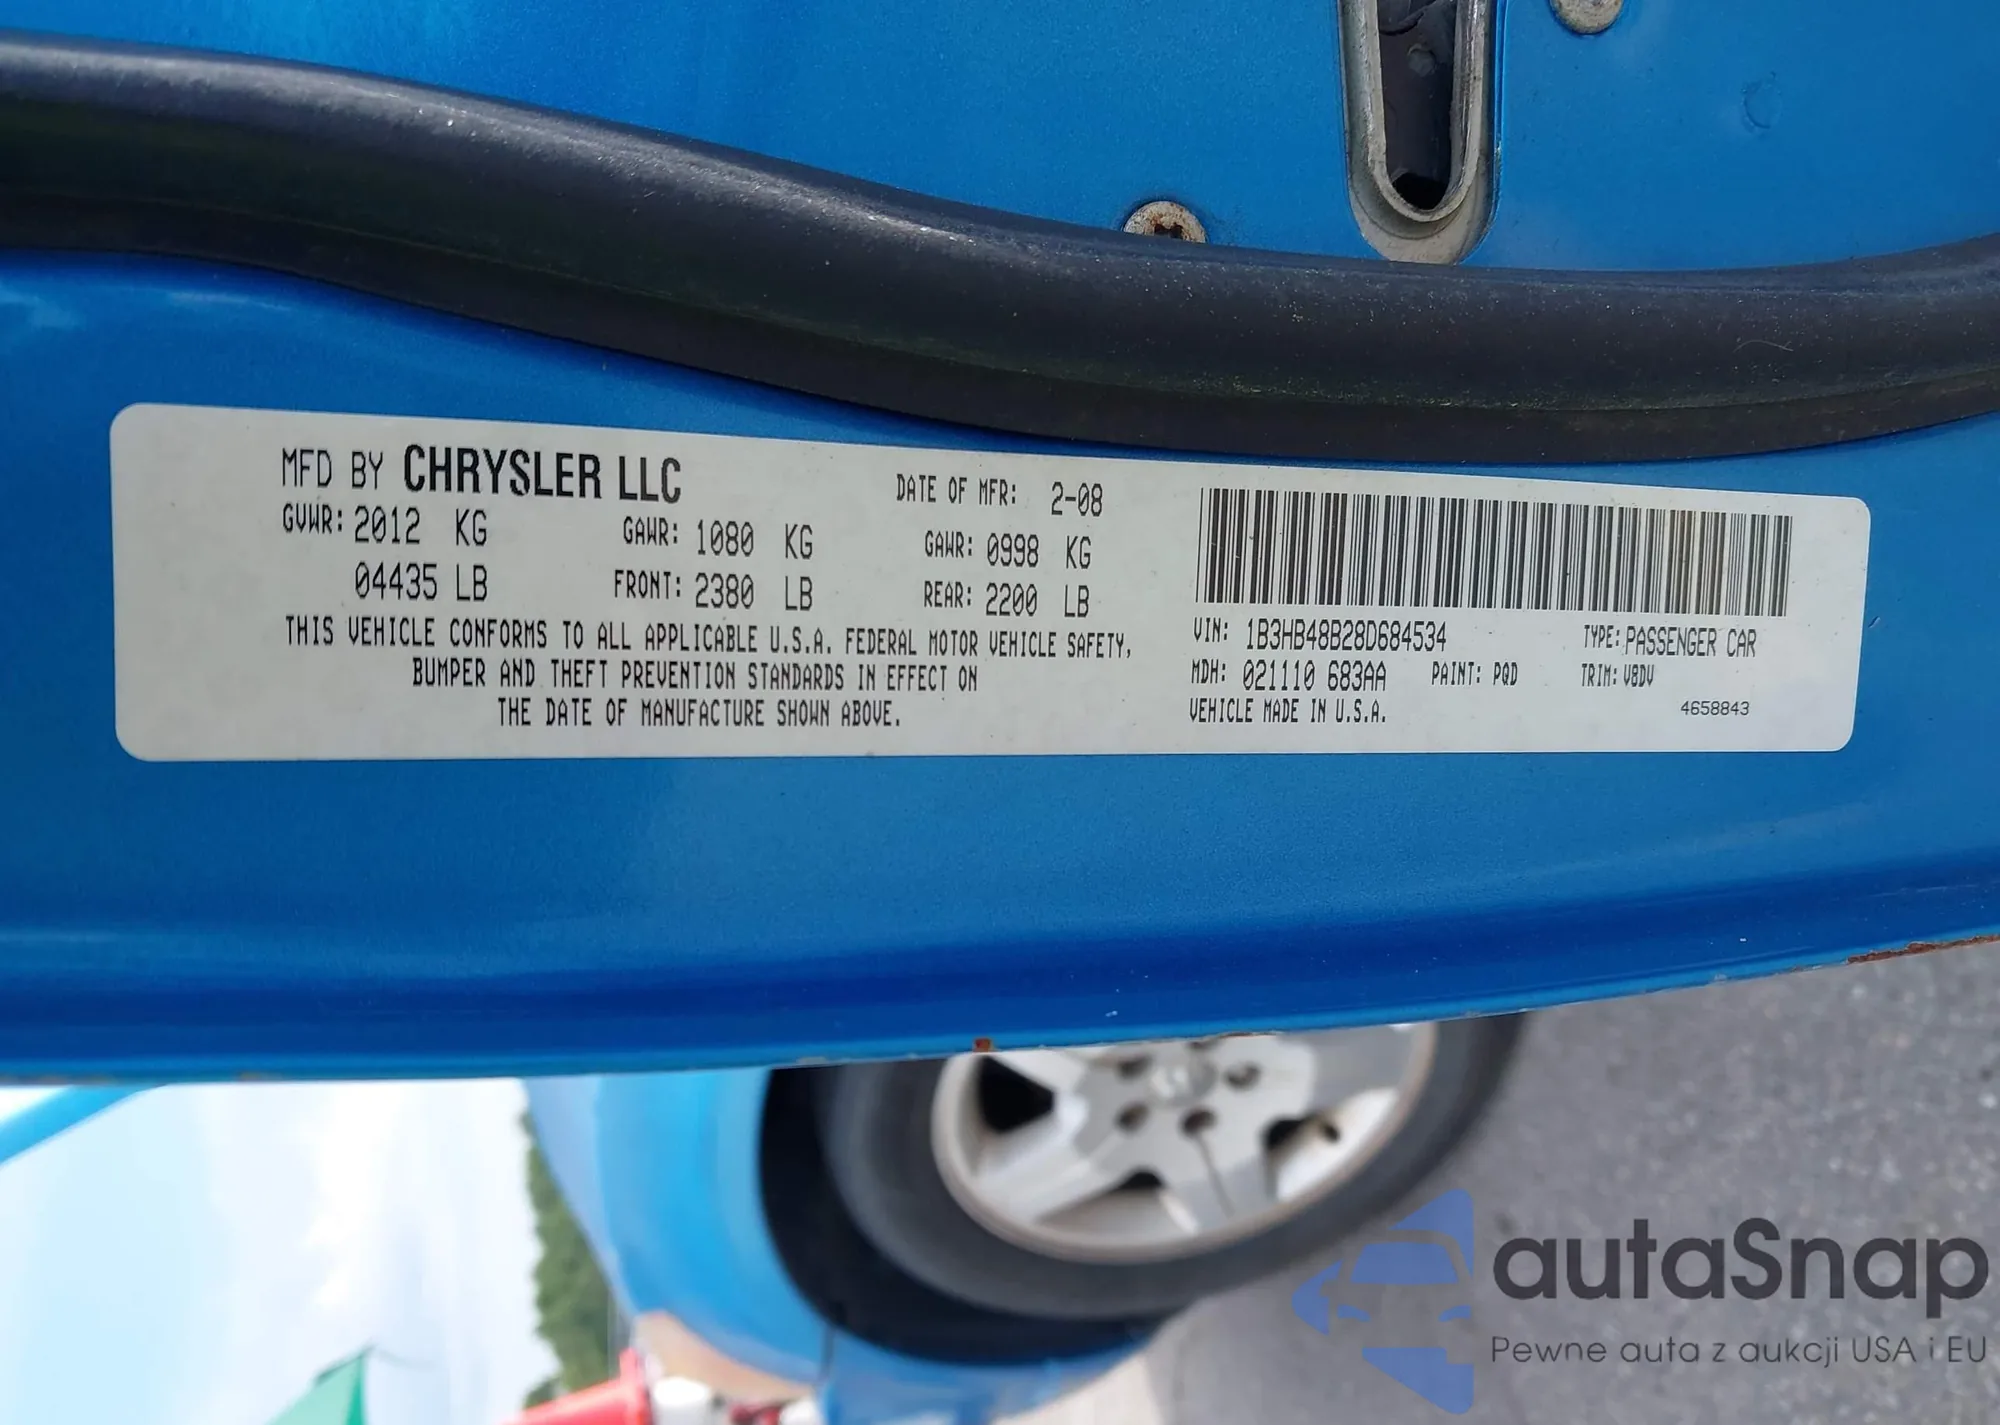 MFD BY CHRYSLER LLC DATE OF MFR: 2-08
GVWR: 2012 KG GAWR: 1080 KG GAWR: 0998 KG
04435 LB FRONT: 2380 LB REAR: 2200 LB
THIS VEHICLE CONFORMS TO ALL APPLICABLE U.S.A. FEDERAL MOTOR VEHICLE SAFETY,
BUMPER AND THEFT PREVENTION STANDARDS IN EFFECT ON
THE DATE OF MANUFACTURE SHOWN ABOVE.
VIN: 1B3HB48B28D684534 TYPE: PASSENGER CAR
MDH: 021110 683AA PAINT: PQD TRIM: V8DV
VEHICLE MADE IN U.S.A. 4658843
autaSnap
Pewne auta z aukcji USA i EU